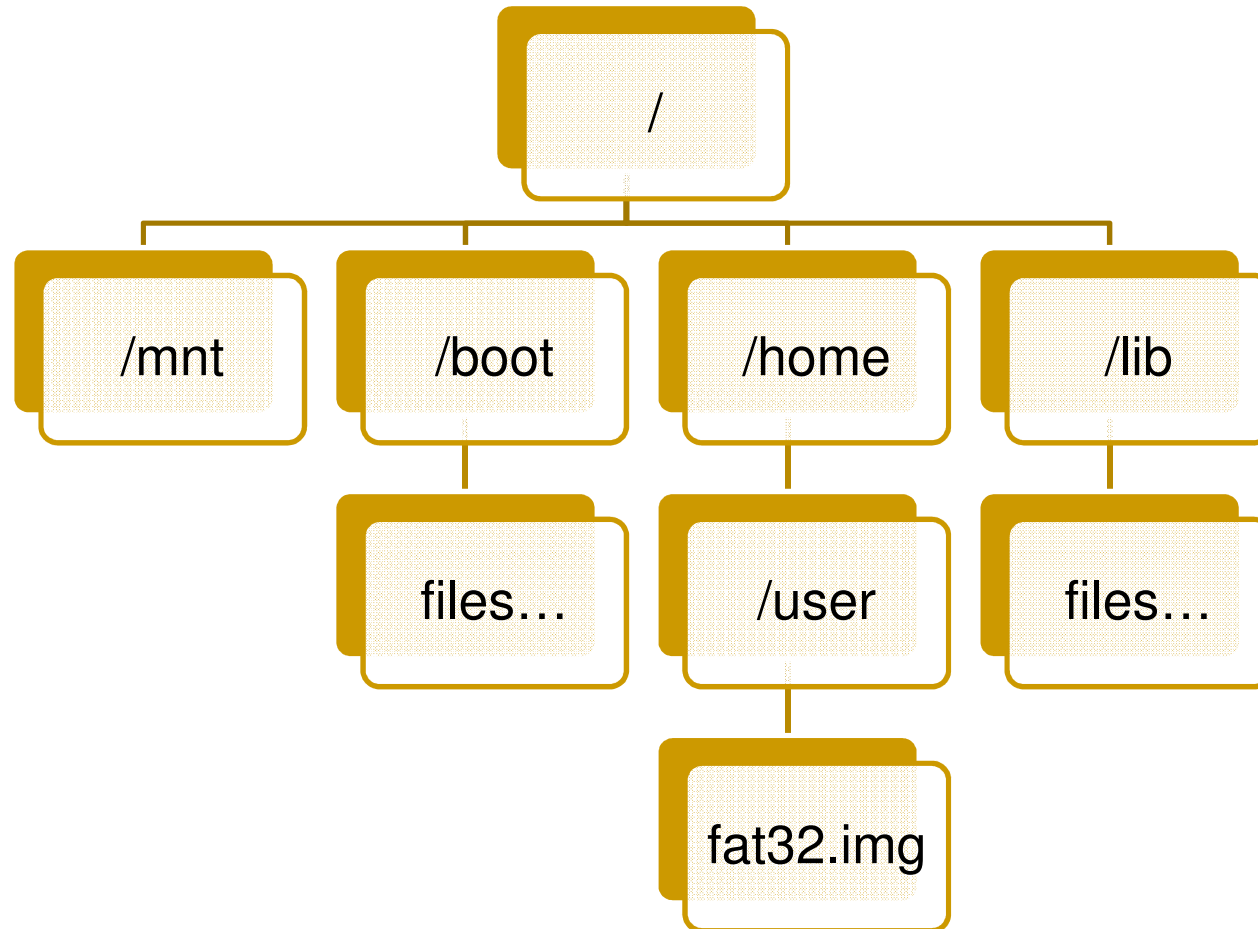 /
/mnt
/boot
/home
/lib
files…
/user
files…
fat32.img